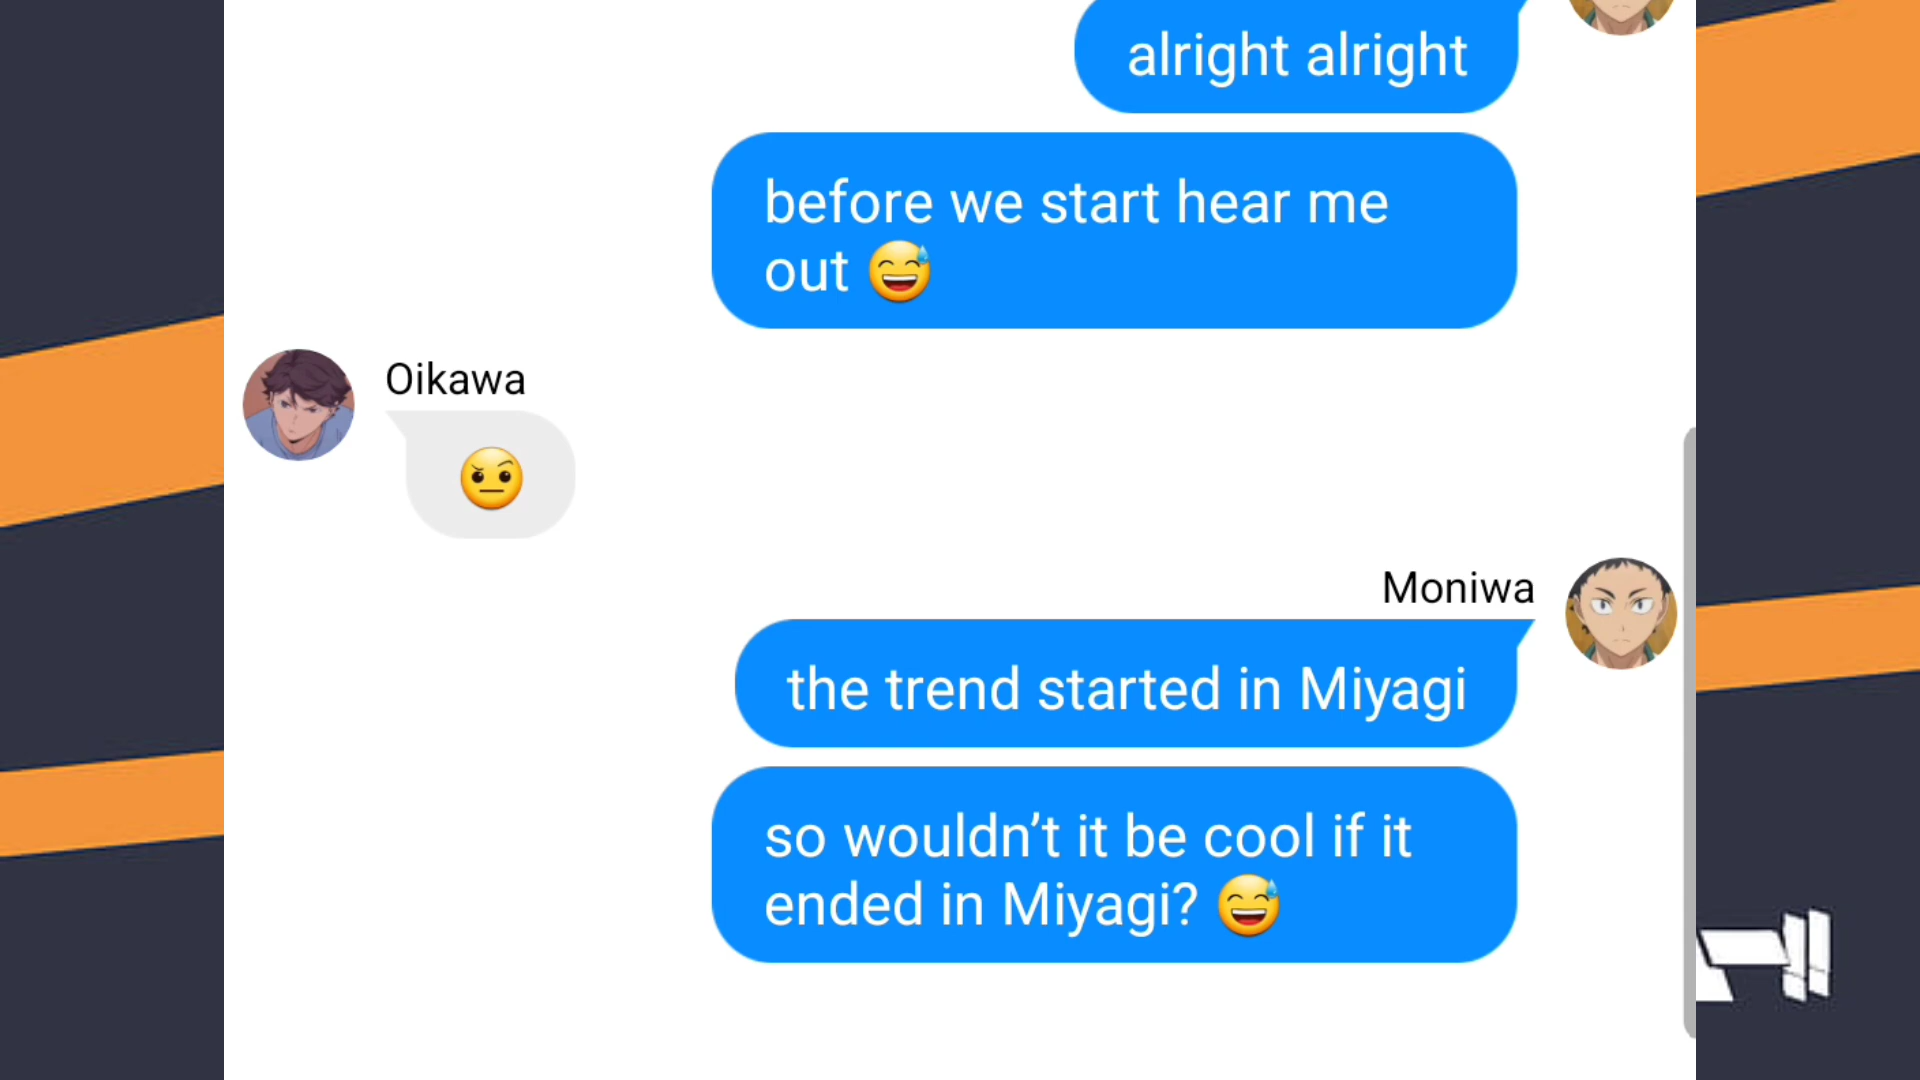 alright alright
before we start hear me
out 😅
Oikawa
🤨
Moniwa
the trend started in Miyagi
so wouldn’t it be cool if it
ended in Miyagi? 😅